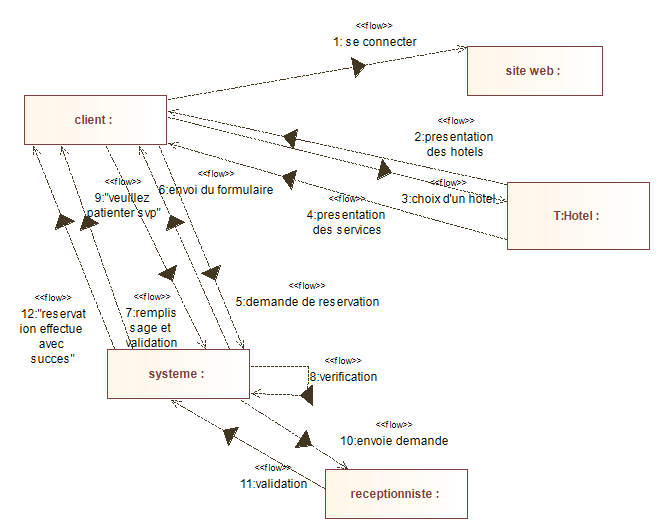 <<flow>>
1: se connecter
site web :
client :
<<flow>>
2:presentation
des hotels
<<flow>>
9:"veuillez
patienter svp"
<<flow>>
6:envoi du formulaire
<<flow>>
3:choix d'un hotel
<<flow>>
4:presentation
des services
T:Hotel :
<<flow>>
12:"reservat
ion effectue
avec
succes"
<<flow>>
7:remplis
sage et
validation
<<flow>>
5:demande de reservation
systeme :
<<flow>>
8:verification
<<flow>>
10:envoie demande
<<flow>>
11:validation
receptionniste :